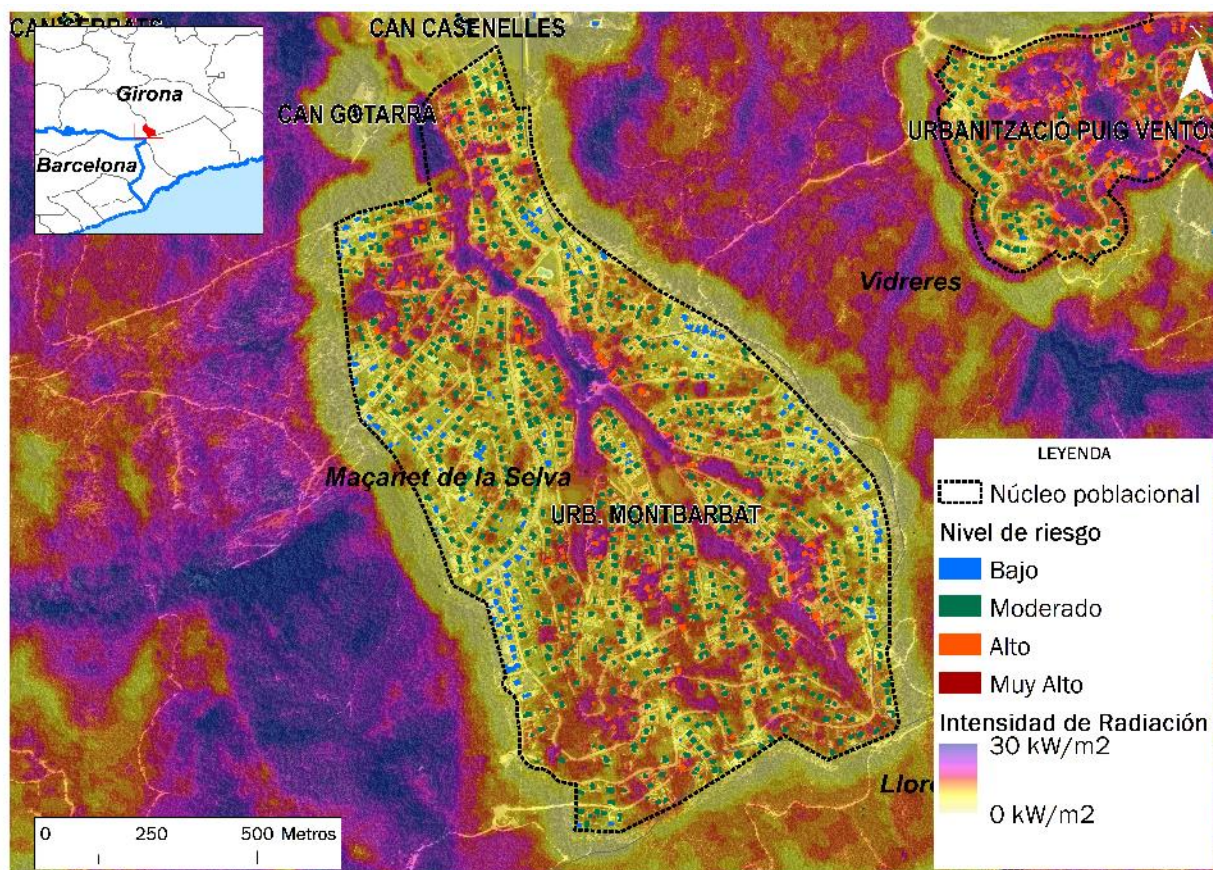 CAN CASENELLES
Girona
Barcelona
CAN GOTARRA
N
URBANITZACIO PUIG VENTOS
Vidreres
Maçanet de la Selva
URB. MONTBARBAT
LEYENDA
Núcleo poblacional
Nivel de riesgo
Bajo
Moderado
Alto
Muy Alto
Intensidad de Radiación
30 kW/m2
0 kW/m2
0 250 500 Metros